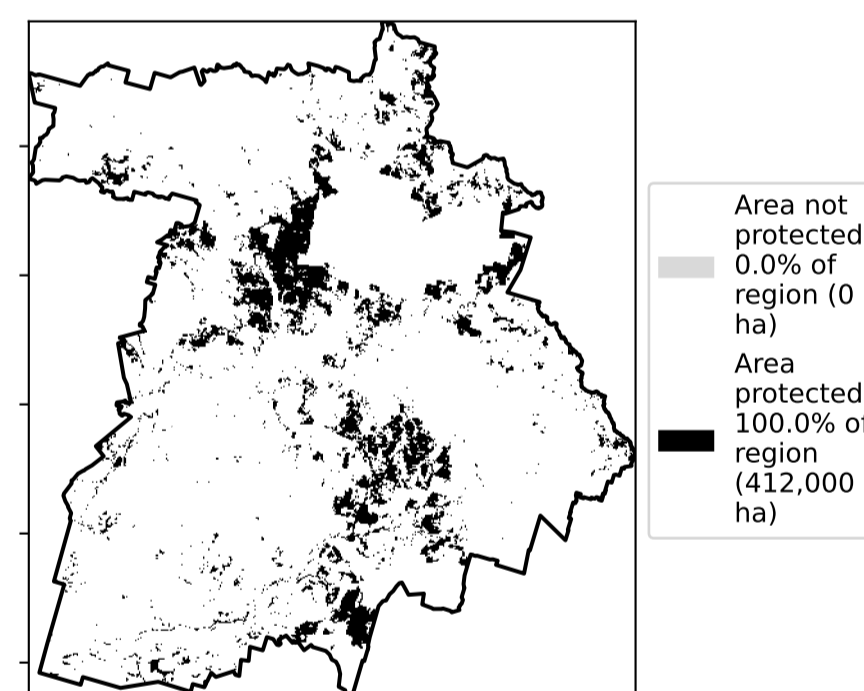 Area not
protected
0.0% of
region (0
ha)
Area
protected
100.0% of
region
(412,000
ha)